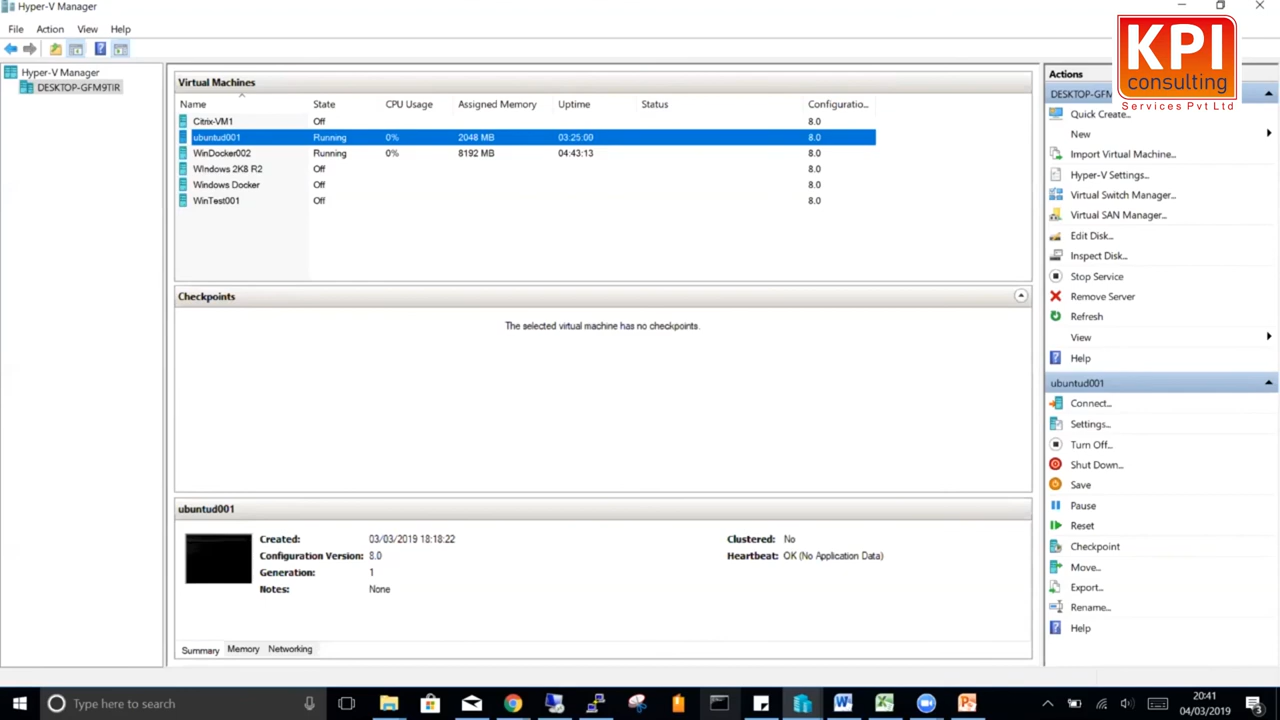 Hyper-V Manager
File Action View Help
KPI
consulting
Services Pvt Ltd
Hyper-V Manager
DESKTOP-GFM9TIR
Virtual Machines
Name State CPU Usage Assigned Memory Uptime Status Configuratio...
Citrix-VM1 Off 8.0
ubuntud001 Running 0% 2048 MB 03:25:00 8.0
WinDocker002 Running 0% 8192 MB 04:43:13 8.0
WIndows 2K8 R2 Off 8.0
Windows Docker Off 8.0
WinTest001 Off 8.0
Checkpoints
The selected virtual machine has no checkpoints.
ubuntud001
Created: 03/03/2019 18:18:22 Clustered: No
Configuration Version: 8.0 Heartbeat: OK (No Application Data)
Generation: 1
Notes: None
Summary Memory Networking
Actions
DESKTOP-GFM
Quick Create...
New
Import Virtual Machine...
Hyper-V Settings...
Virtual Switch Manager...
Virtual SAN Manager...
Edit Disk...
Inspect Disk...
Stop Service
Remove Server
Refresh
View
Help
ubuntud001
Connect...
Settings...
Turn Off...
Shut Down...
Save
Pause
Reset
Checkpoint
Move...
Export...
Rename...
Help
Type here to search
20:41
04/03/2019
3